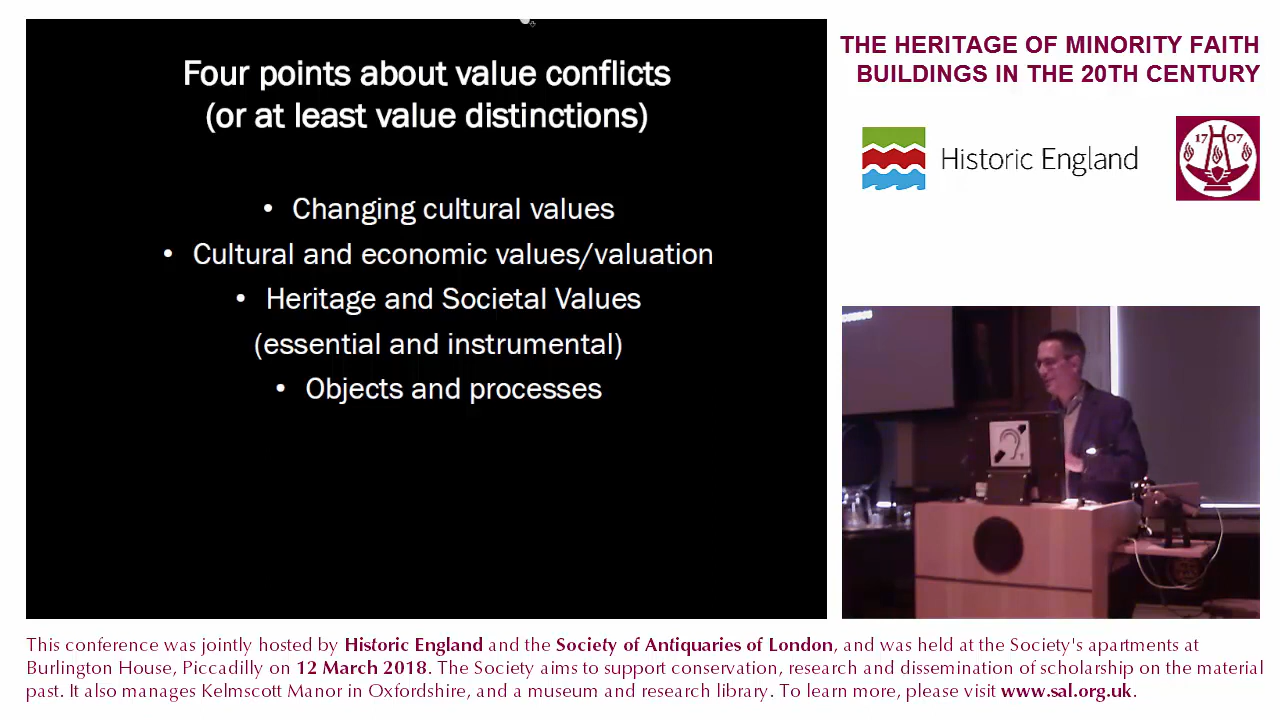 Four points about value conflicts
(or at least value distinctions)
• Changing cultural values
• Cultural and economic values/valuation
• Heritage and Societal Values
(essential and instrumental)
• Objects and processes
THE HERITAGE OF MINORITY FAITH
BUILDINGS IN THE 20TH CENTURY
Historic England
17 07
This conference was jointly hosted by Historic England and the Society of Antiquaries of London, and was held at the Society's apartments at
Burlington House, Piccadilly on 12 March 2018. The Society aims to support conservation, research and dissemination of scholarship on the material
past. It also manages Kelmscott Manor in Oxfordshire, and a museum and research library. To learn more, please visit www.sal.org.uk.